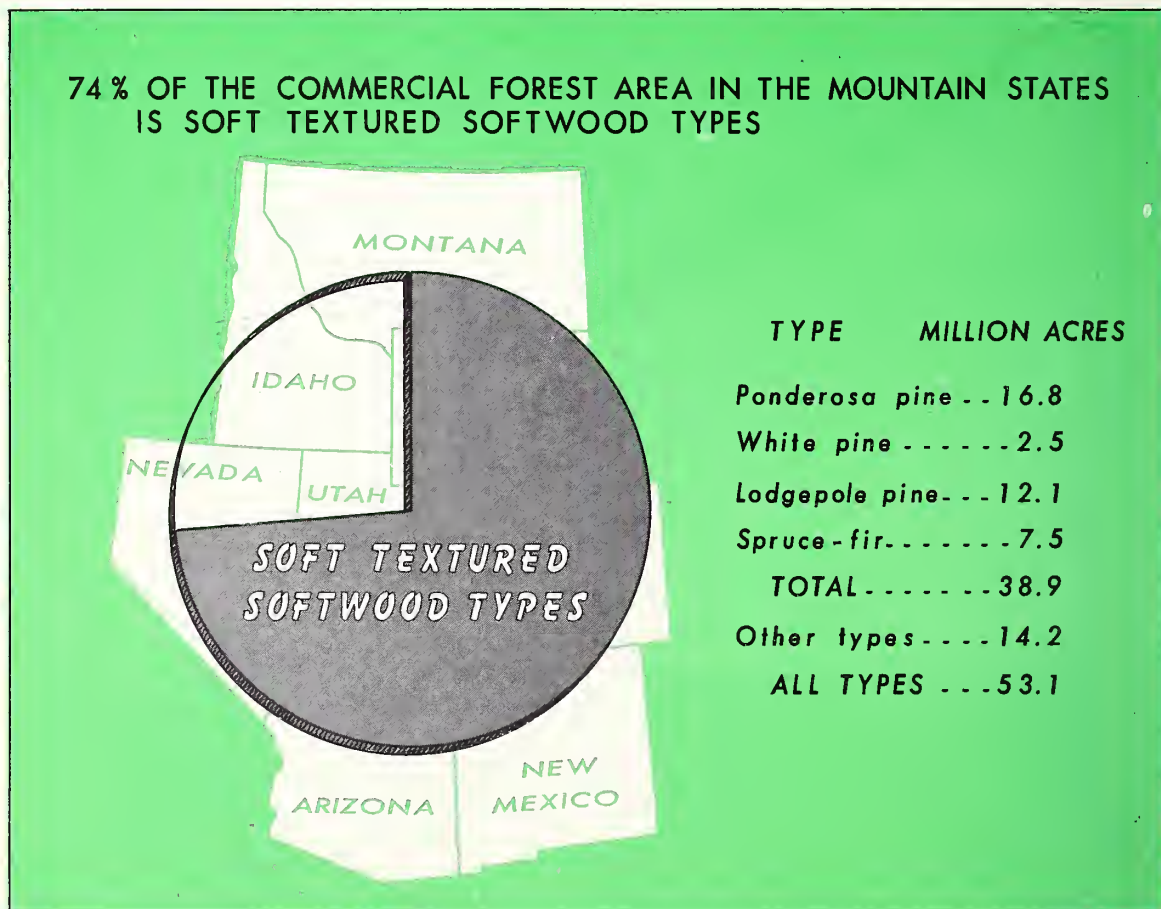 74 % OF THE COMMERCIAL FOREST AREA IN THE MOUNTAIN STATES
IS SOFT TEXTURED SOFTWOOD TYPES
MONTANA
IDAHO
NEVADA
UTAH
SOFT TEXTURED
SOFTWOOD TYPES
ARIZONA
NEW
MEXICO
TYPE MILLION ACRES
Ponderosa pine - - 16.8
White pine - - - - - - 2.5
Lodgepole pine - - - 12.1
Spruce - fir - - - - - - - 7.5
TOTAL - - - - - - - 38.9
Other types - - - - 14.2
ALL TYPES - - - 53.1